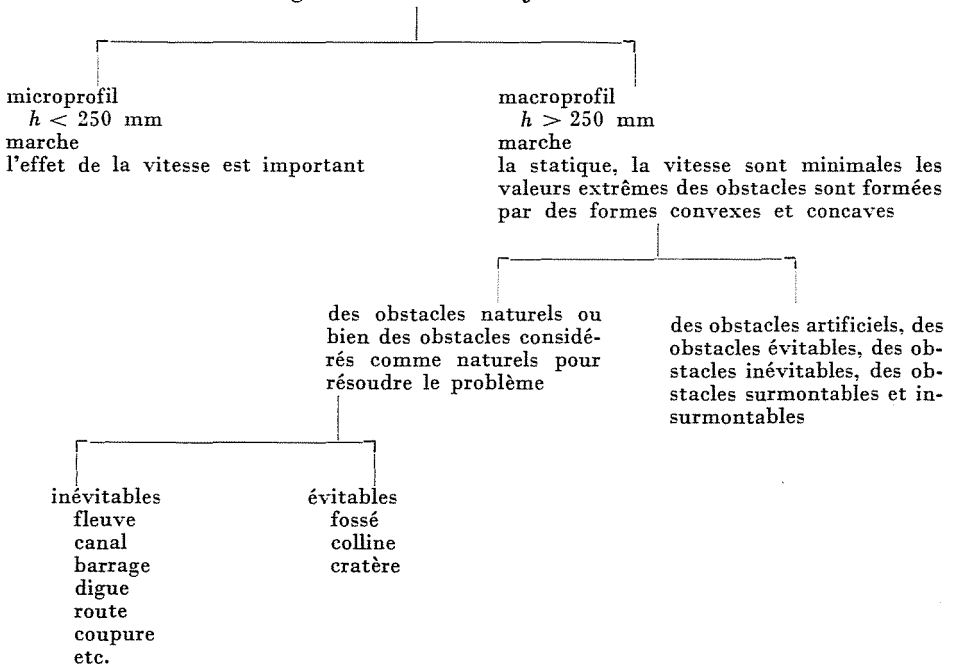 microprofil
h < 250 mm
marche
l'effet de la vitesse est important
macroprofil
h > 250 mm
marche
la statique, la vitesse sont minimales les
valeurs extrêmes des obstacles sont formées
par des formes convexes et concaves
des obstacles naturels ou
bien des obstacles considé-
rés comme naturels pour
résoudre le problème
des obstacles artificiels, des
obstacles évitables, des ob-
stacles inévitables, des ob-
stacles surmontables et in-
surmontables
inévitables
fleuve
canal
barrage
digue
route
coupure
etc.
évitables
fossé
colline
cratère